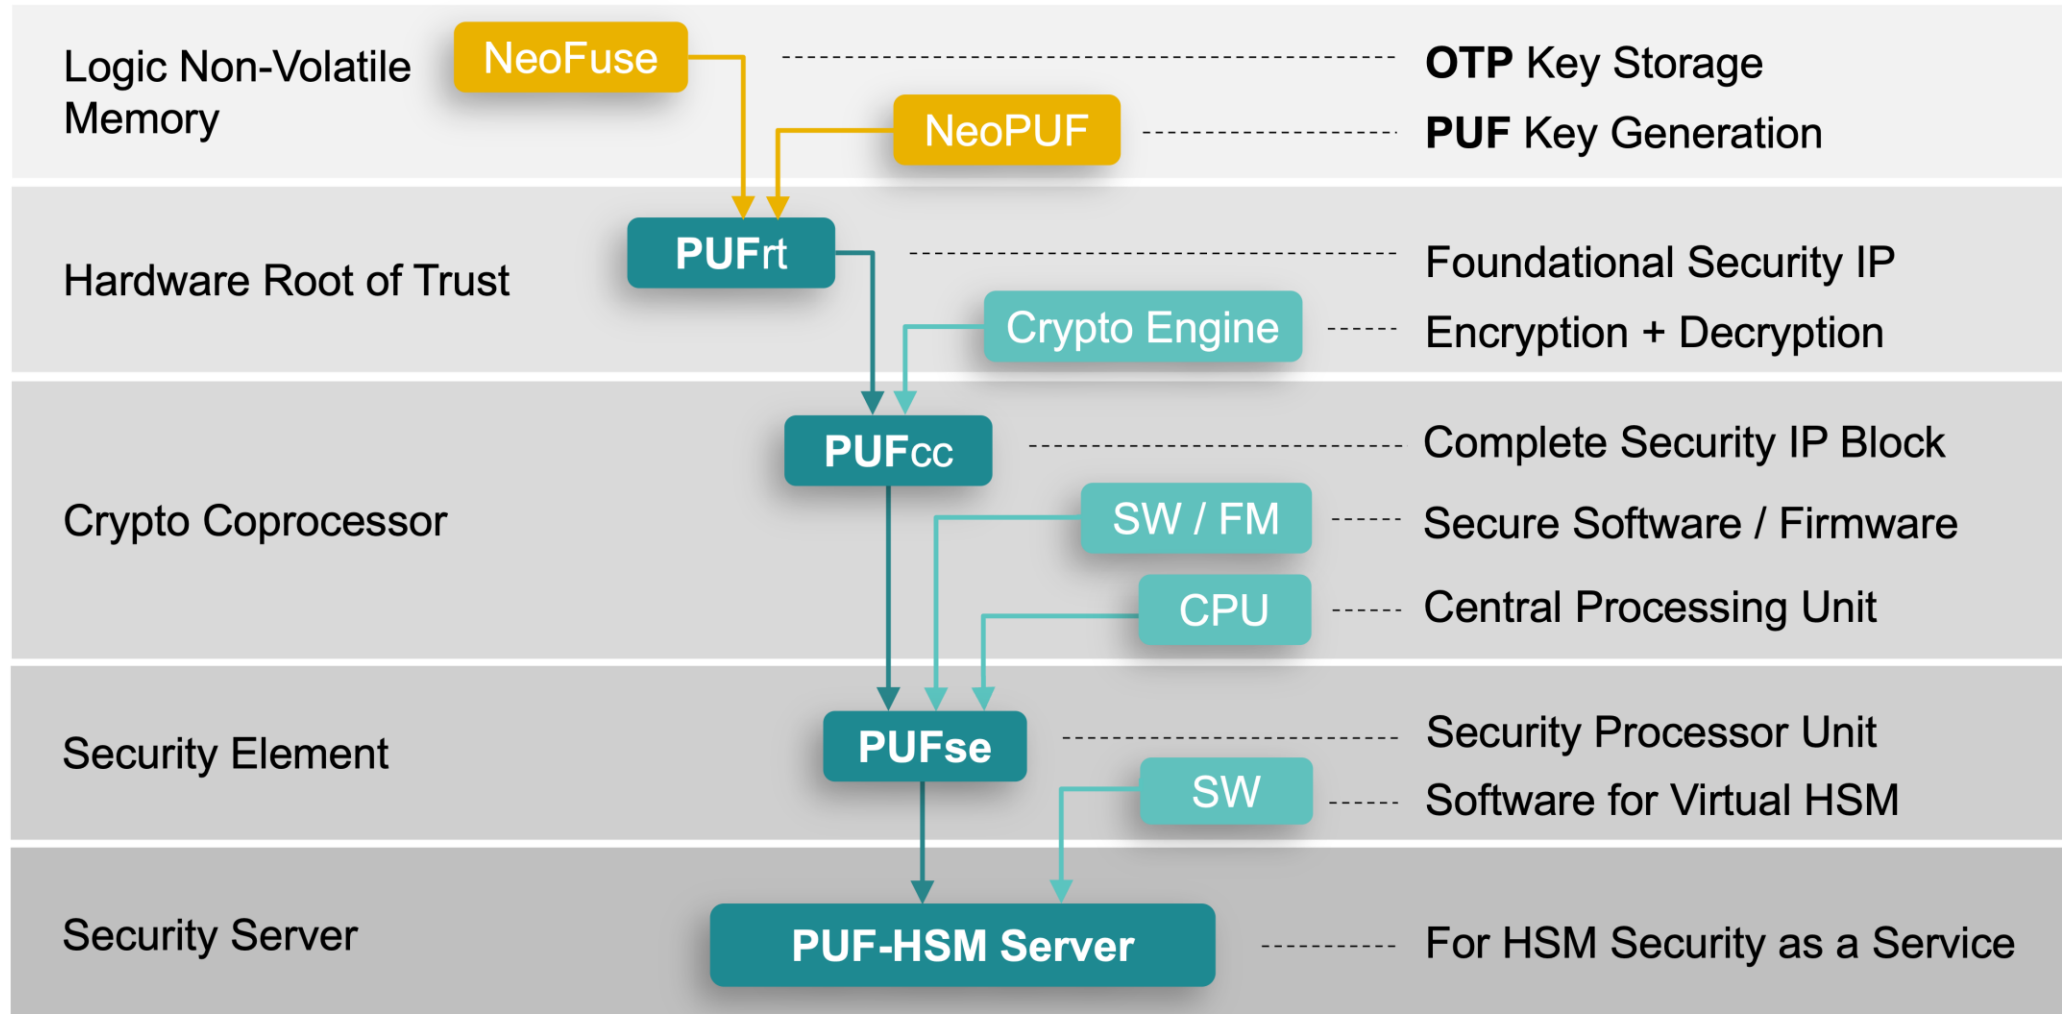 Logic Non-Volatile
Memory
NeoFuse
OTP Key Storage
NeoPUF
PUF Key Generation
Hardware Root of Trust
PUFrt
Foundational Security IP
Crypto Engine
Encryption + Decryption
Crypto Coprocessor
PUFcc
Complete Security IP Block
SW / FM
Secure Software / Firmware
CPU
Central Processing Unit
Security Element
PUFse
Security Processor Unit
SW
Software for Virtual HSM
Security Server
PUF-HSM Server
For HSM Security as a Service